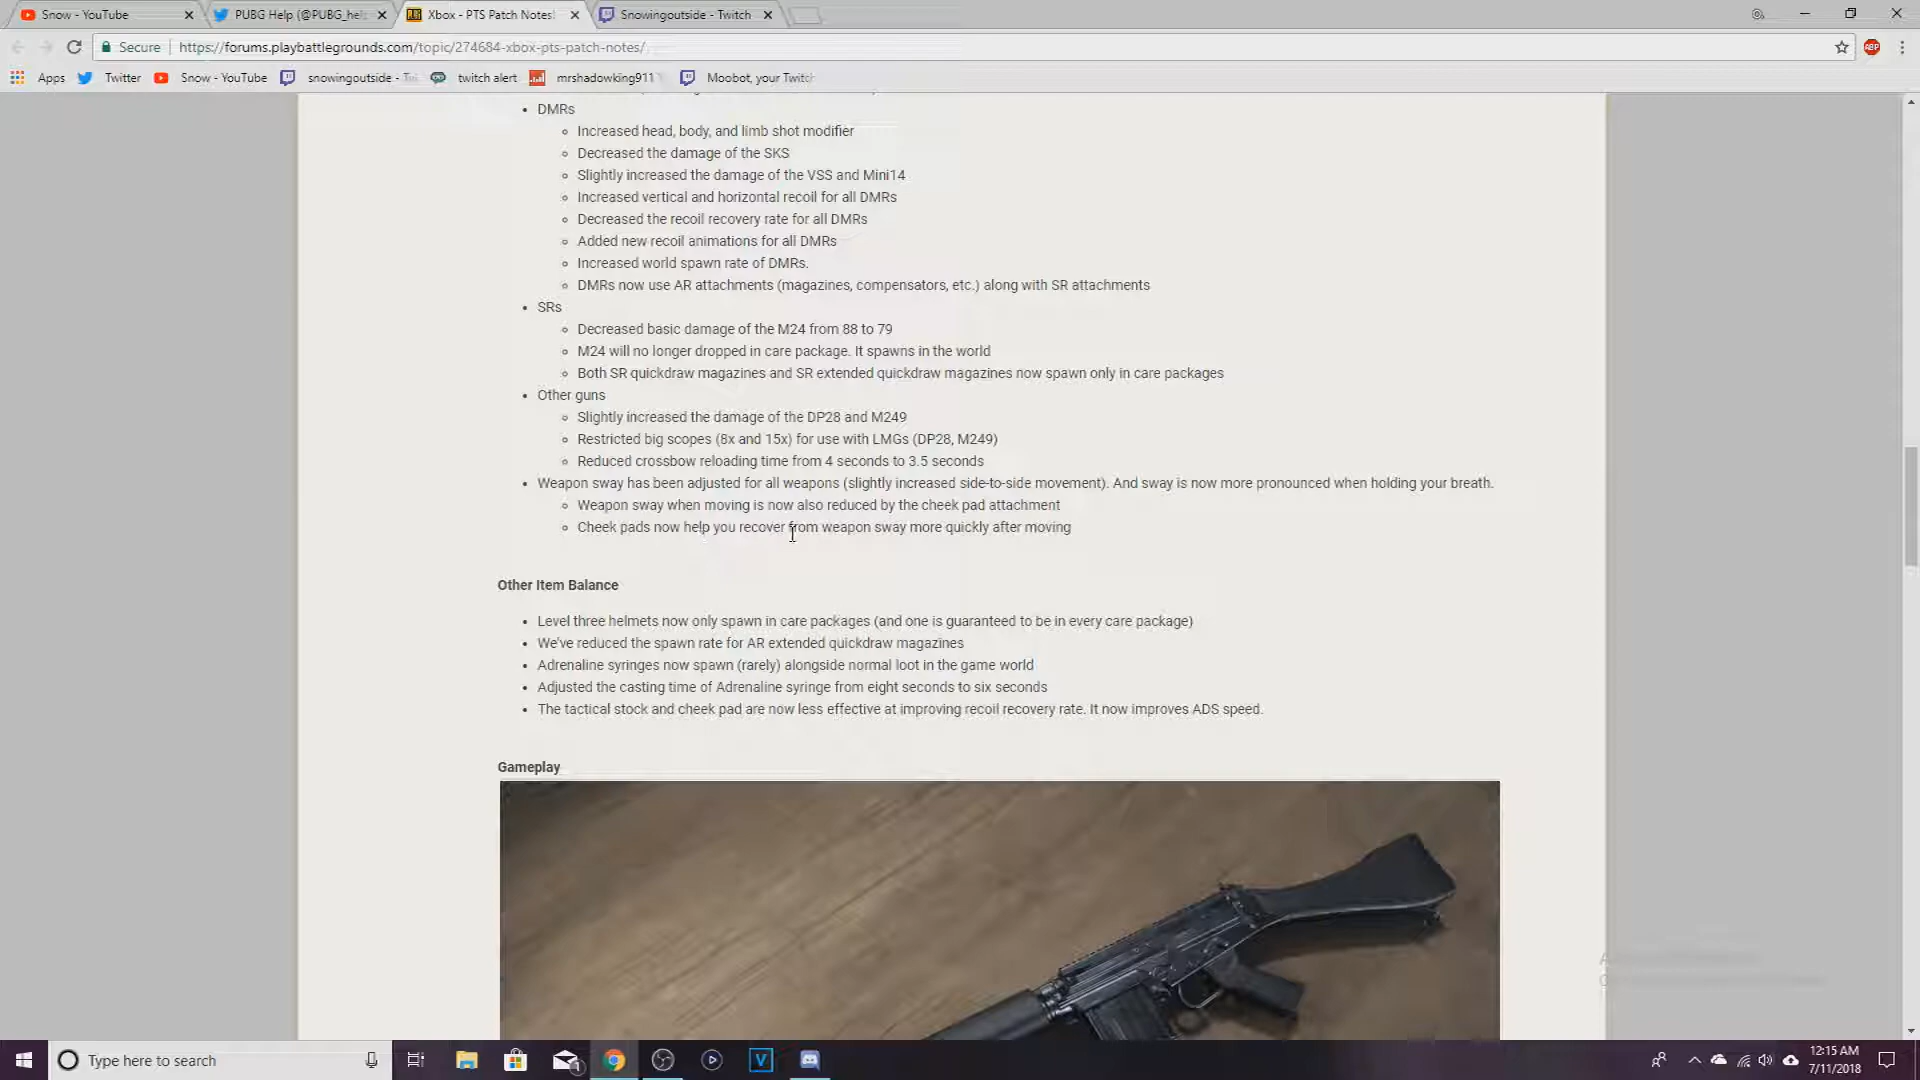 Snow - YouTube
PUBG Help (@PUBG_hel
Xbox - PTS Patch Notes!
Snowingoutside - Twitch
Secure
https://forums.playbattlegrounds.com/topic/274684-xbox-pts-patch-notes/
ABP
Apps
Twitter
Snow - YouTube
snowingoutside - Twi
twitch alert
mrshadowking911
Moobot, your Twitch
DMRs
Increased head, body, and limb shot modifier
Decreased the damage of the SKS
Slightly increased the damage of the VSS and Mini14
Increased vertical and horizontal recoil for all DMRs
Decreased the recoil recovery rate for all DMRs
Added new recoil animations for all DMRs
Increased world spawn rate of DMRs.
DMRs now use AR attachments (magazines, compensators, etc.) along with SR attachments
SRs
Decreased basic damage of the M24 from 88 to 79
M24 will no longer dropped in care package. It spawns in the world
Both SR quickdraw magazines and SR extended quickdraw magazines now spawn only in care packages
Other guns
Slightly increased the damage of the DP28 and M249
Restricted big scopes (8x and 15x) for use with LMGs (DP28, M249)
Reduced crossbow reloading time from 4 seconds to 3.5 seconds
Weapon sway has been adjusted for all weapons (slightly increased side-to-side movement). And sway is now more pronounced when holding your breath.
Weapon sway when moving is now also reduced by the cheek pad attachment
Cheek pads now help you recover from weapon sway more quickly after moving
Other Item Balance
Level three helmets now only spawn in care packages (and one is guaranteed to be in every care package)
We've reduced the spawn rate for AR extended quickdraw magazines
Adrenaline syringes now spawn (rarely) alongside normal loot in the game world
Adjusted the casting time of Adrenaline syringe from eight seconds to six seconds
The tactical stock and cheek pad are now less effective at improving recoil recovery rate. It now improves ADS speed.
Gameplay
Type here to search
12:15 AM
7/11/2018